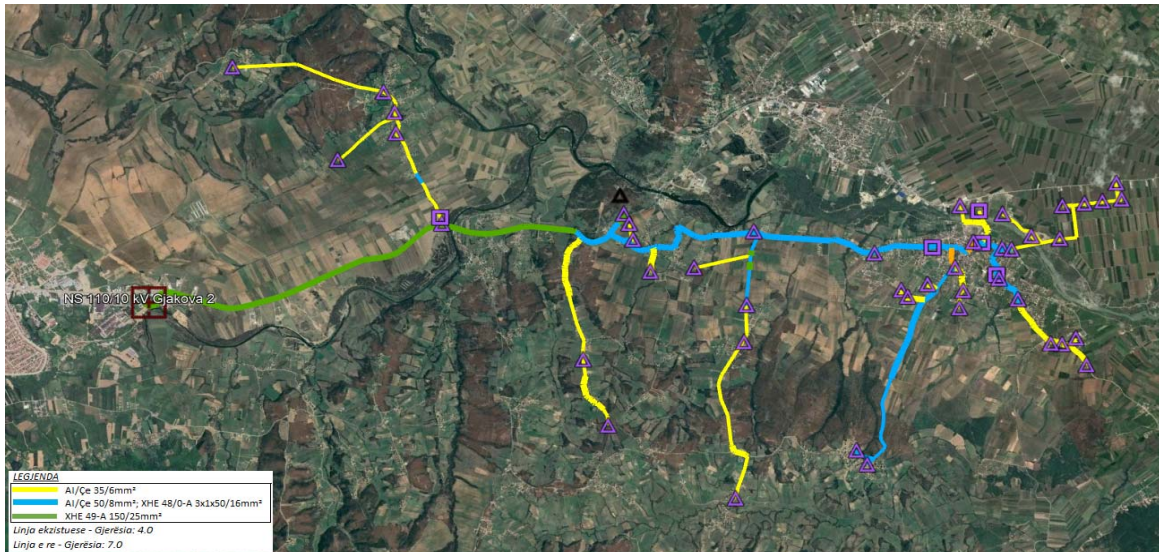 NS 110/10 kV Gjakova 2
LEGJENDA
Al/Çe 35/6mm²
Al/Çe 50/8mm²; XHE 48/0-A 3x1x50/16mm²
XHE 49-A 150/25mm²
Linja ekzistuese - Gjerësia: 4.0
Linja e re - Gjerësia: 7.0